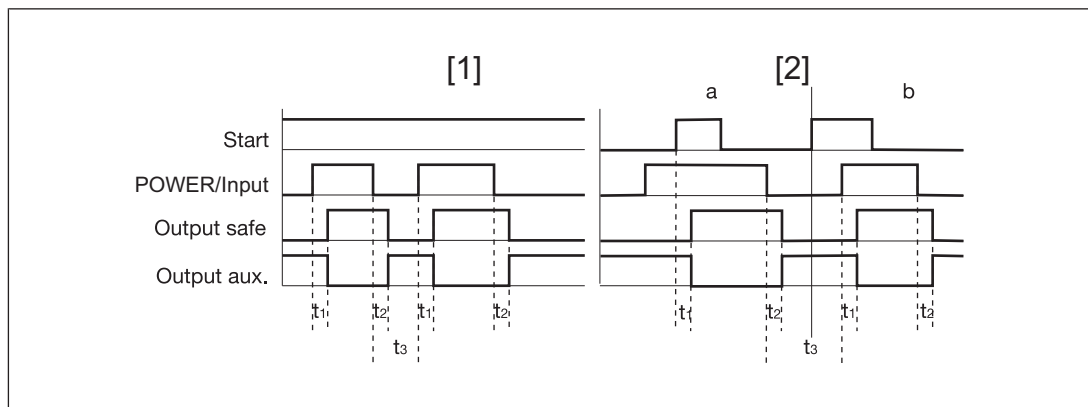 [1] [2]
a b
Start
POWER/Input
Output safe
Output aux.
t1 t2 t1 t2 t1 t2 t1 t2
t3 t3